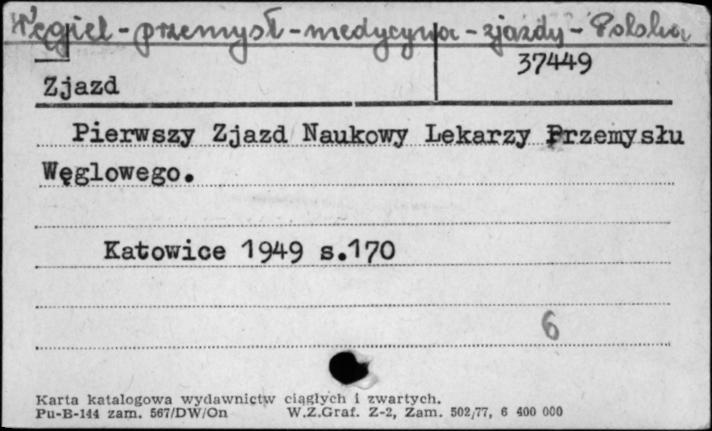 Węgiel - przemysł - medycyna - zjazdy - Polska
37449
Zjazd
Pierwszy Zjazd Naukowy Lekarzy Przemysłu
Węglowego.
Katowice 1949 s.170
6
Karta katalogowa wydawnictw ciągłych i zwartych.
Pu-B-144 zam. 567/DW/On W.Z.Graf. Z-2, Zam. 502/77, 6 400 000